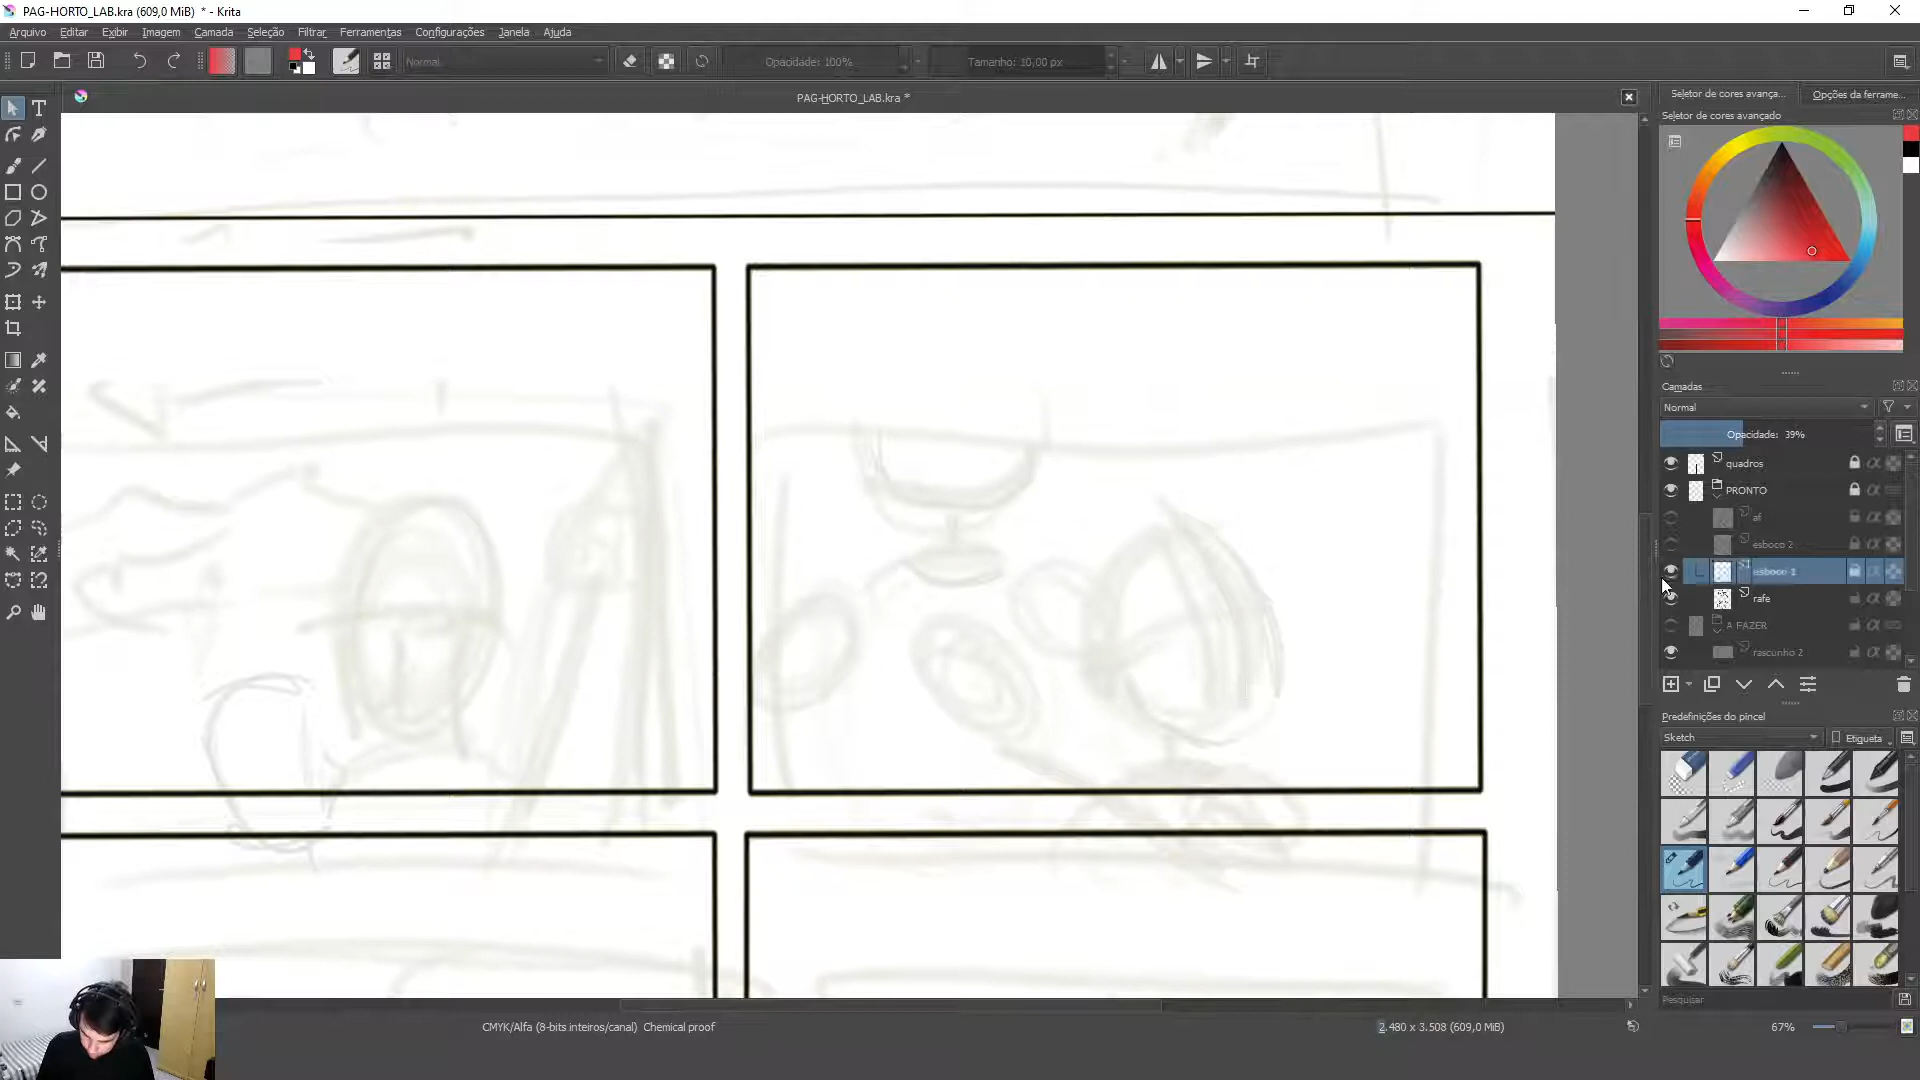 PAG-HORTO_LAB.kra (609,0 MiB)  * - Krita
Arquivo Editar Exibir Imagem Camada Seleção Filtrar Ferramentas Configurações Janela Ajuda
Normal
Opacidade: 100%
Tamanho: 10,00 px
PAG-HORTO_LAB.kra *
Seletor de cores avança...
Opções da ferrame...
Seletor de cores avançado
Camadas
Normal
Opacidade: 39%
quadros
PRONTO
af
esboco 2
esboco 1
rafe
A FAZER
rascunho 2
Predefinições do pincel
Sketch
Etiqueta
Pesquisar
CMYK/Alfa (8-bits inteiros/canal)  Chemical proof
2.480 x 3.508 (609,0 MiB)
67%